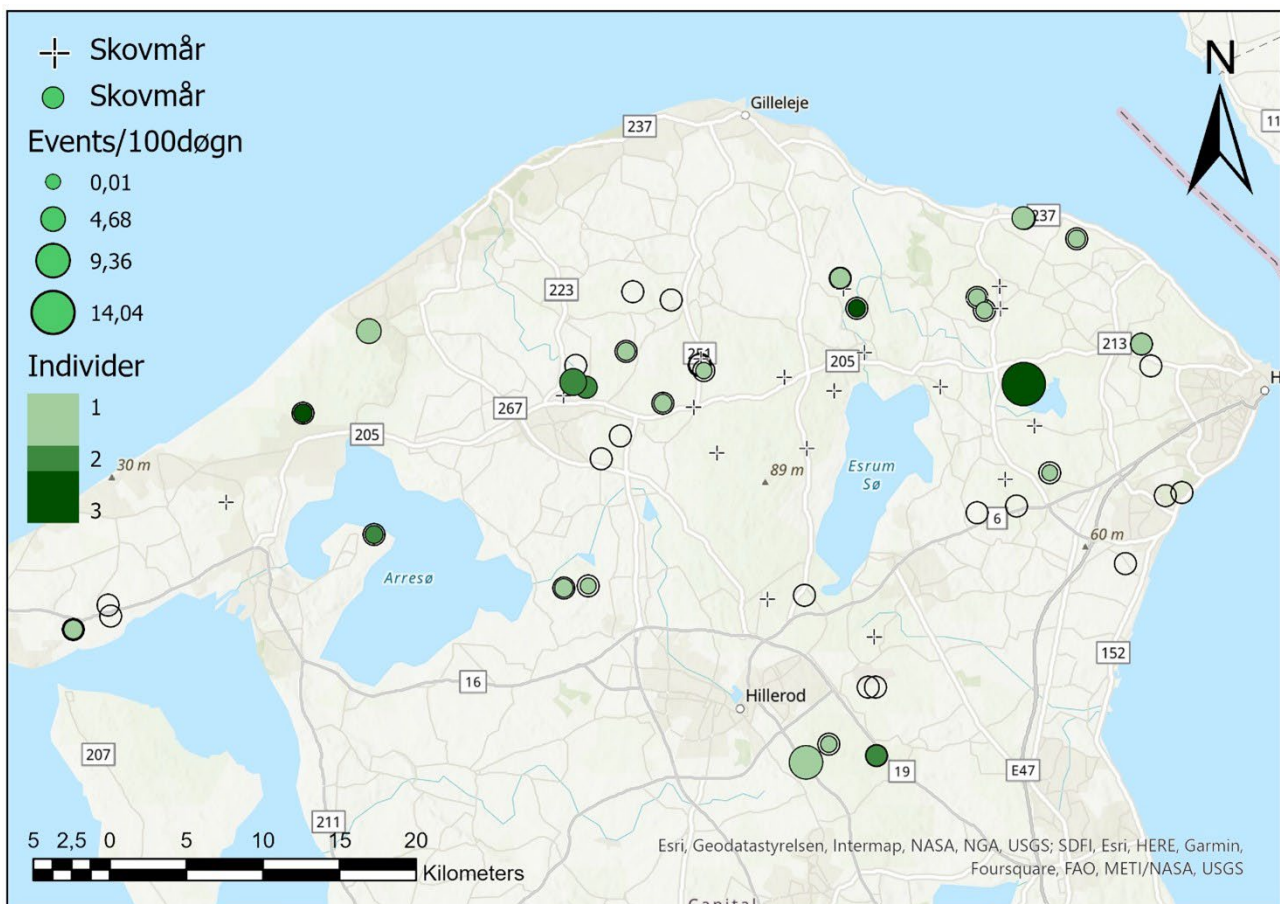 Skovmår
Skovmår
Events/100døgn
0,01
4,68
9,36
14,04
Individer
1
2
3
N
Gilleleje
237
11
237
223
251
205
213
H
267
205
30 m
89 m
Esrum
Sø
6
60 m
Arresø
152
16
Hillerod
207
19
E47
211
5 2,5 0 5 10 15 20
Kilometers
Esri, Geodatastyrelsen, Intermap, NASA, NGA, USGS; SDFI, Esri, HERE, Garmin,
Foursquare, FAO, METI/NASA, USGS
Capital